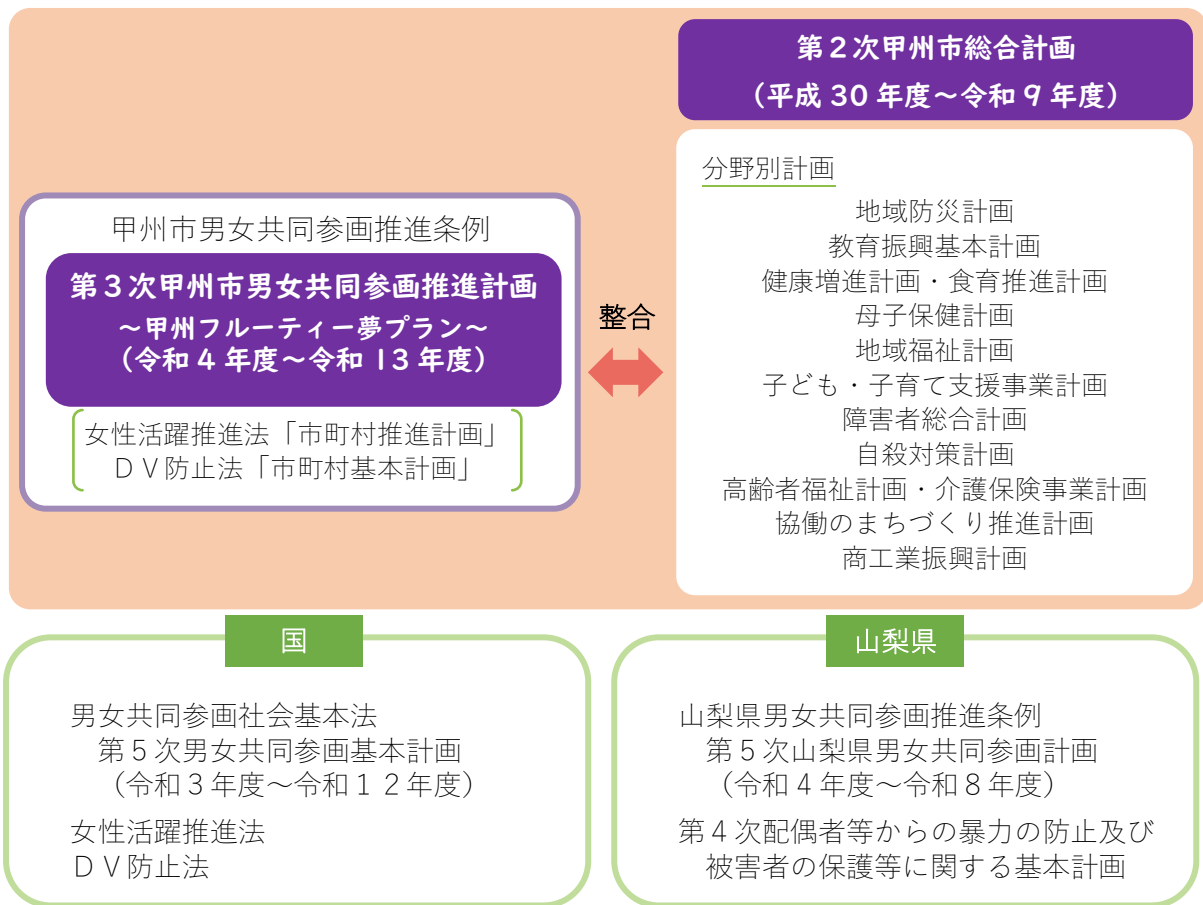 第２次甲州市総合計画
（平成 30 年度～令和 9 年度）
分野別計画
地域防災計画
教育振興基本計画
健康増進計画・食育推進計画
母子保健計画
地域福祉計画
子ども・子育て支援事業計画
障害者総合計画
自殺対策計画
高齢者福祉計画・介護保険事業計画
協働のまちづくり推進計画
商工業振興計画
甲州市男女共同参画推進条例
第３次甲州市男女共同参画推進計画
～甲州フルーティー夢プラン～
（令和 4 年度～令和 13 年度）
女性活躍推進法「市町村推進計画」
ＤＶ防止法「市町村基本計画」
整合
国
男女共同参画社会基本法
第５次男女共同参画基本計画
（令和３年度～令和１２年度）
女性活躍推進法
ＤＶ防止法
山梨県
山梨県男女共同参画推進条例
第５次山梨県男女共同参画計画
（令和４年度～令和８年度）
第４次配偶者等からの暴力の防止及び
被害者の保護等に関する基本計画